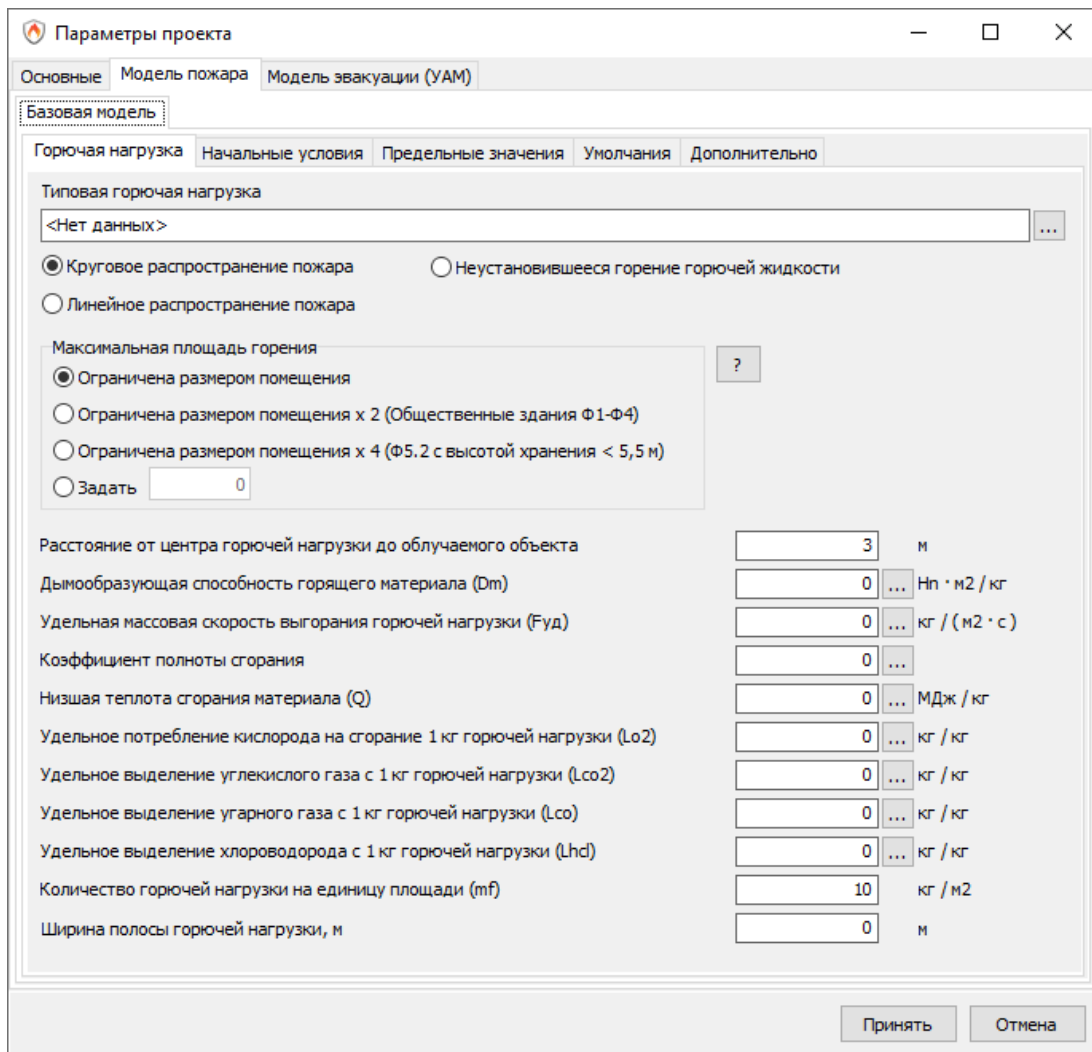 Параметры проекта
Основные Модель пожара Модель эвакуации (УАМ)
Базовая модель
Горючая нагрузка Начальные условия Предельные значения Умолчания Дополнительно
Типовая горючая нагрузка
<Нет данных> ...
Круговое распространение пожара Неустановившееся горение горючей жидкости
Линейное распространение пожара
Максимальная площадь горения
?
Ограничена размером помещения
Ограничена размером помещения х 2 (Общественные здания Ф1-Ф4)
Ограничена размером помещения х 4 (Ф5.2 с высотой хранения < 5,5 м)
Задать 0
Расстояние от центра горючей нагрузки до облучаемого объекта 3 м
Дымообразующая способность горящего материала (Dm) 0 ... Нп · м2 / кг
Удельная массовая скорость выгорания горючей нагрузки (Fуд) 0 ... кг / ( м2 · с )
Коэффициент полноты сгорания 0 ...
Низшая теплота сгорания материала (Q) 0 ... МДж / кг
Удельное потребление кислорода на сгорание 1 кг горючей нагрузки (Lo2) 0 ... кг / кг
Удельное выделение углекислого газа с 1 кг горючей нагрузки (Lco2) 0 ... кг / кг
Удельное выделение угарного газа с 1 кг горючей нагрузки (Lco) 0 ... кг / кг
Удельное выделение хлороводорода с 1 кг горючей нагрузки (Lhcl) 0 ... кг / кг
Количество горючей нагрузки на единицу площади (mf) 10 кг / м2
Ширина полосы горючей нагрузки, м 0 м
Принять Отмена